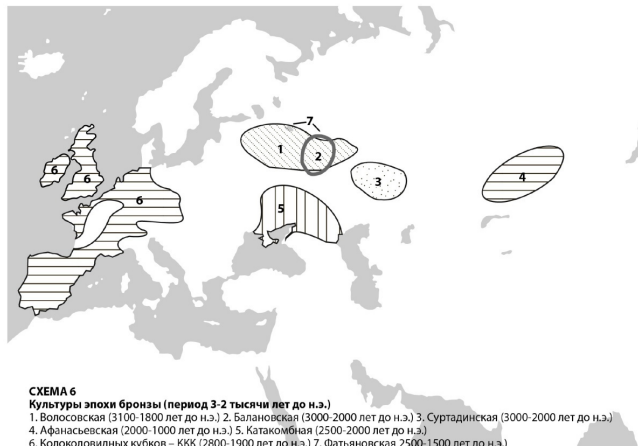 7
1
2
3
4
5
6
6
6
СХЕМА 6
Культуры эпохи бронзы (период 3-2 тысячи лет до н.э.)
1. Волосовская (3100-1800 лет до н.э.) 2. Балановская (3000-2000 лет до н.э.) 3. Суртадинская (3000-2000 лет до н.э.)
4. Афанасьевская (2000-1000 лет до н.э.) 5. Катакомбная (2500-2000 лет до н.э.)
6. Колоколовидных кубков – ККК (2800-1900 лет до н.э.) 7. Фатьяновская 2500-1500 лет до н.э.)